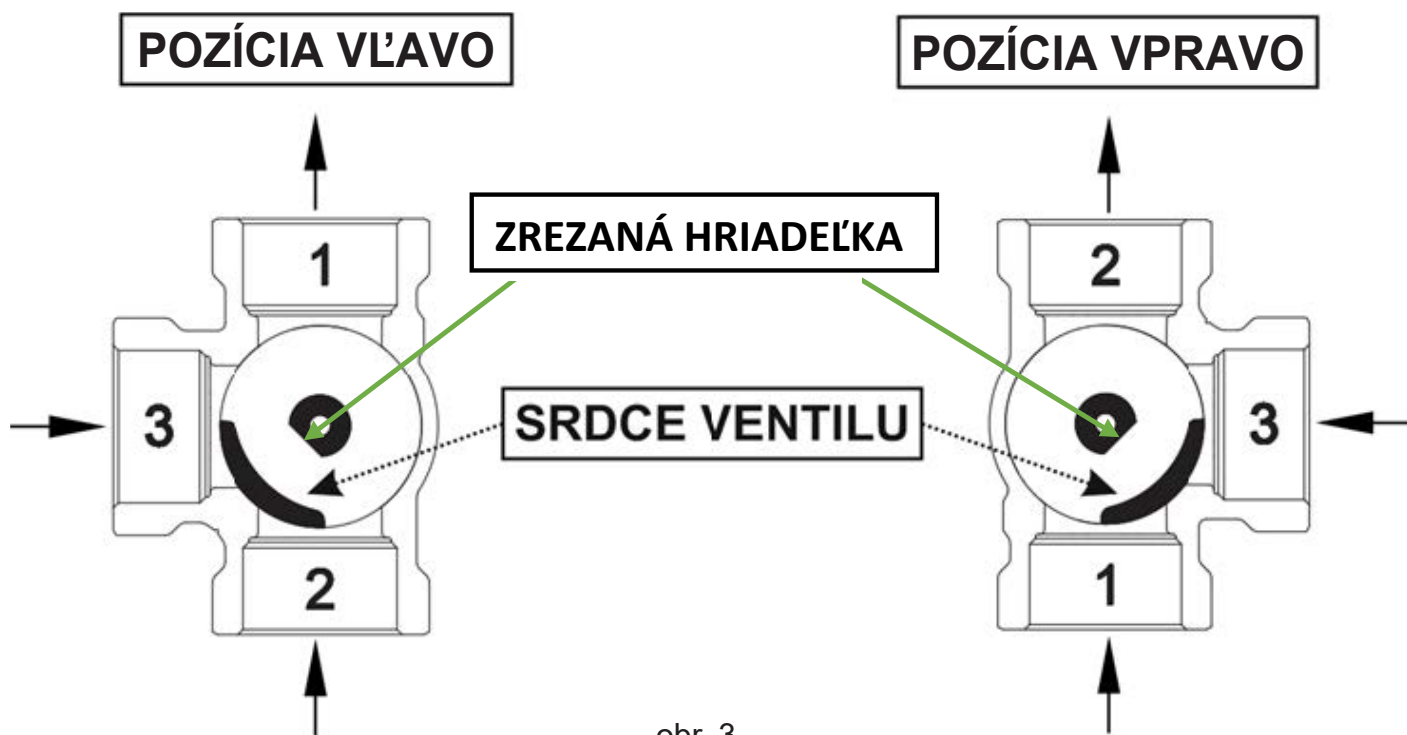 POZÍCIA VĽAVO
POZÍCIA VPRAVO
ZREZANÁ HRIADEĽKA
1
2
3
SRDCE VENTILU
3
2
1
obr. 3